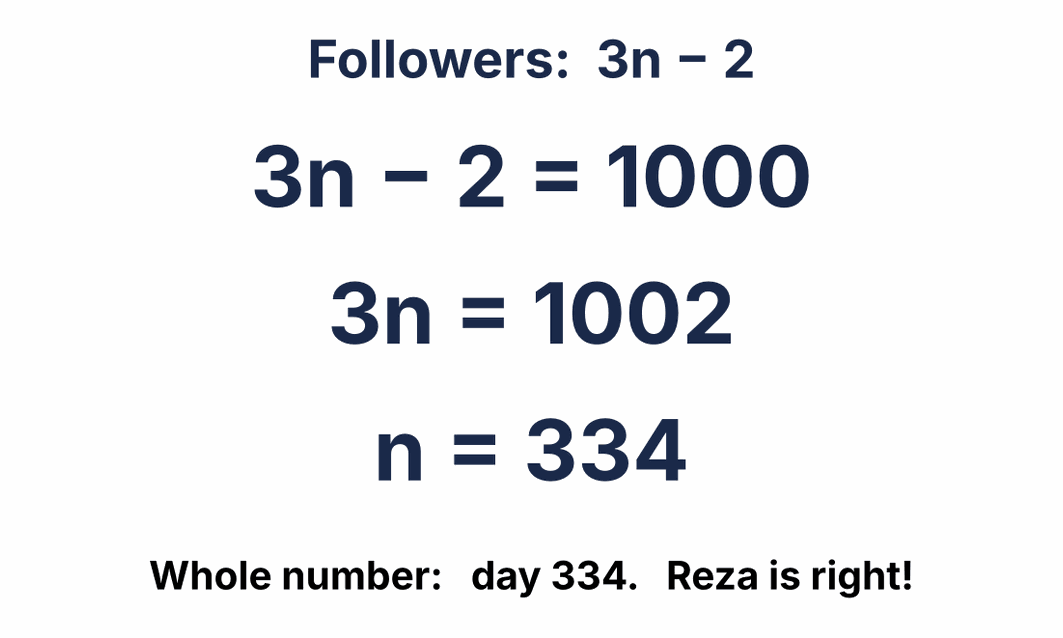 Followers: 3n − 2
3n − 2 = 1000
3n = 1002
n = 334
Whole number: day 334. Reza is right!